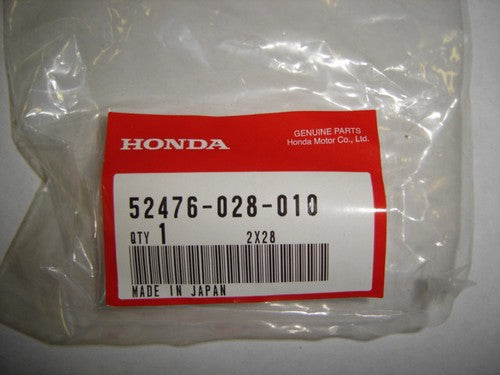 HONDA
GENUINE PARTS
Honda Motor Co., Ltd.
52476-028-010
QTY 1 2X28
MADE IN JAPAN